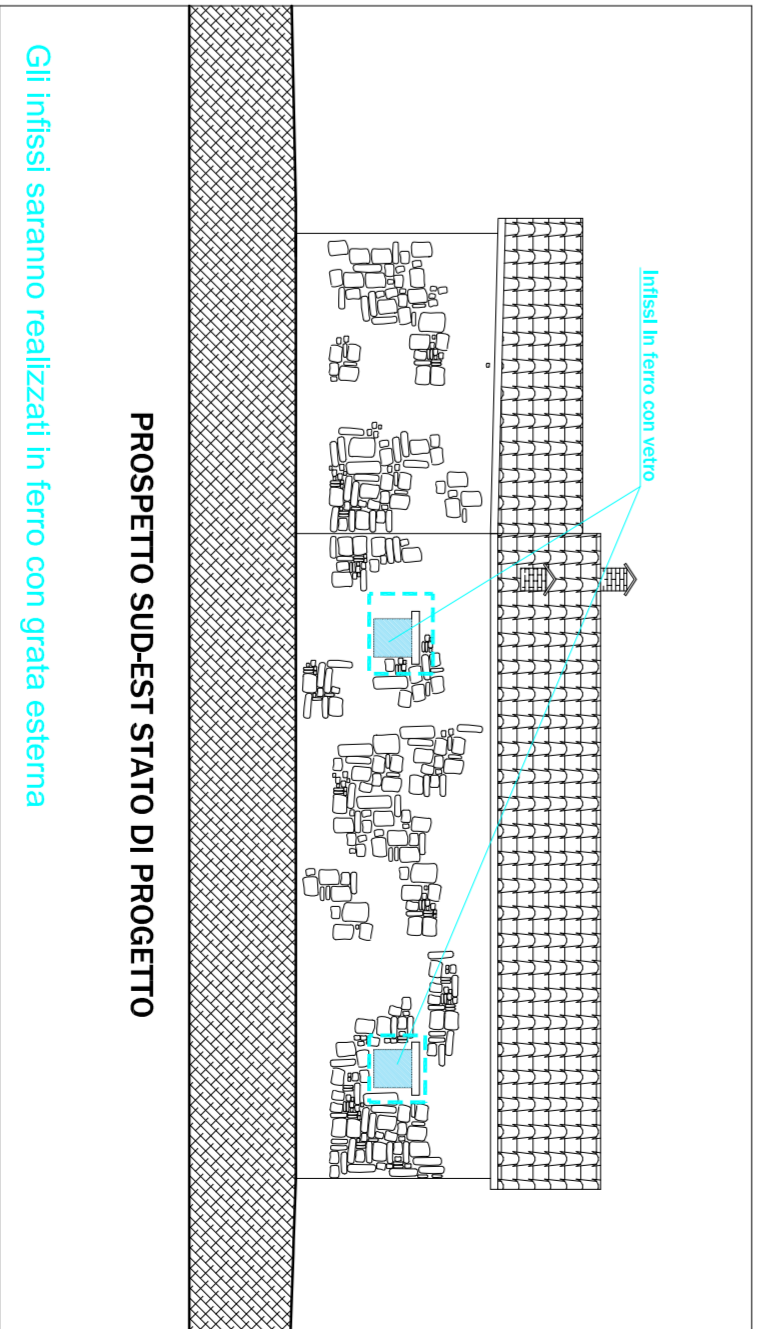 Infissi in ferro con vetro
PROSPETTO SUD-EST STATO DI PROGETTO
Gli infissi saranno realizzati in ferro con grata esterna